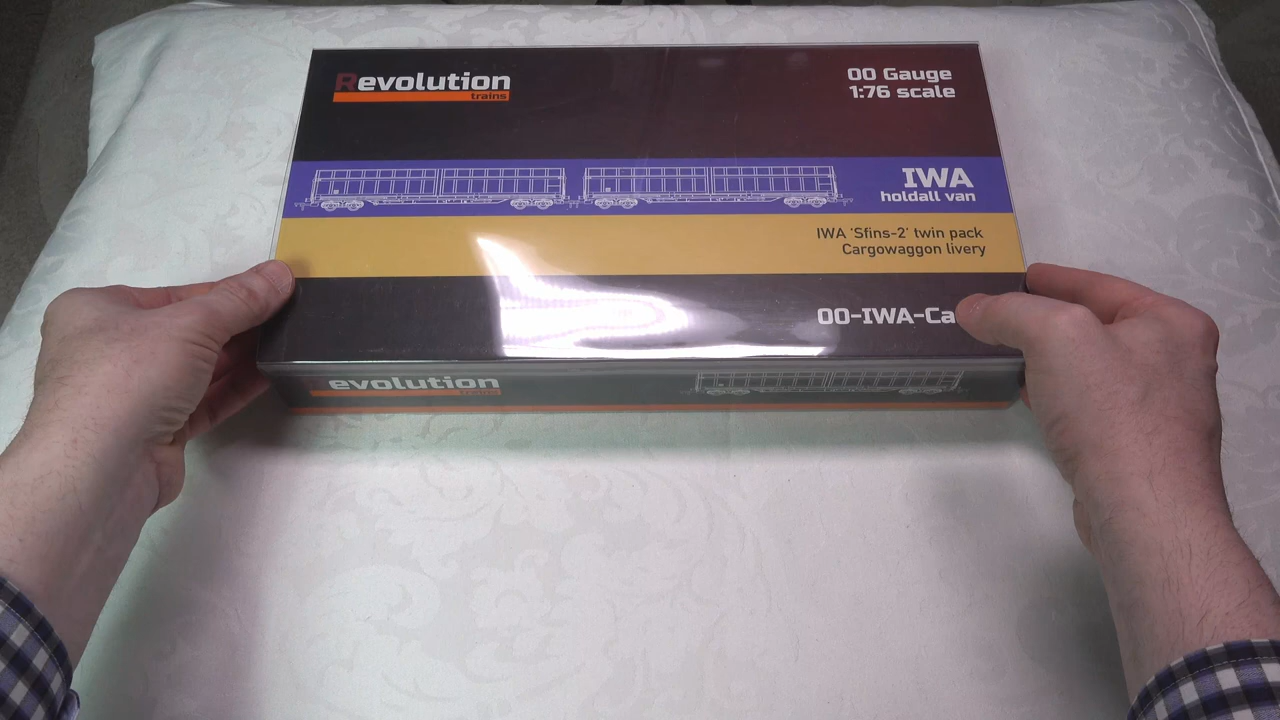 Revolution
trains
00 Gauge
1:76 scale
IWA
holdall van
IWA 'Sfins-2' twin pack
Cargowaggon livery
00-IWA-Ca
evolution
trains